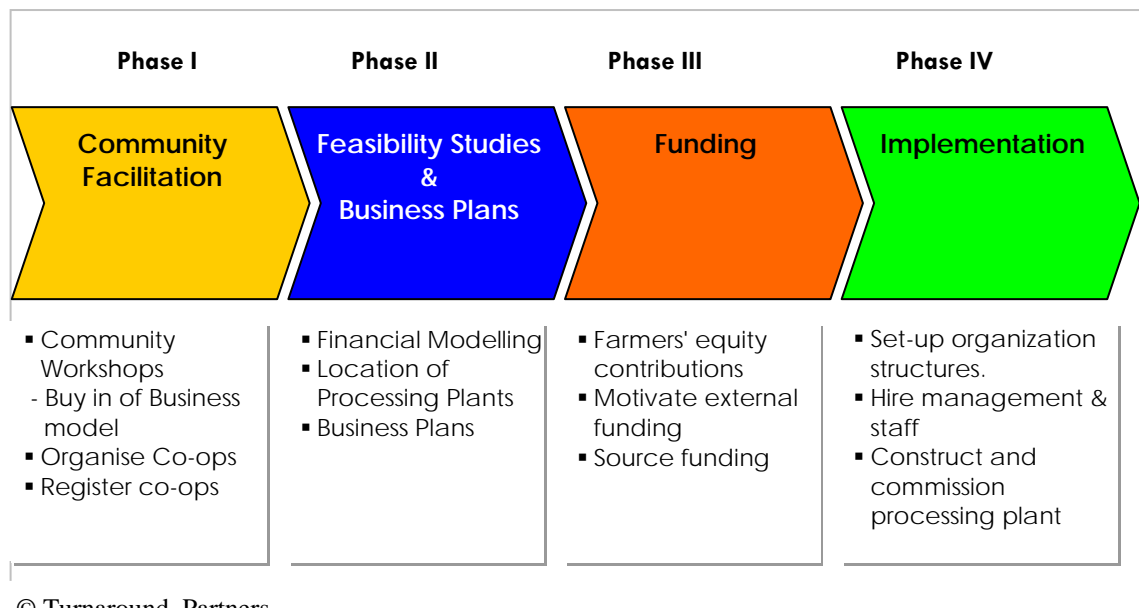 Phase I
Phase II
Phase III
Phase IV
Community
Facilitation
Feasibility Studies
&
Business Plans
Funding
Implementation
▪ Community
Workshops
- Buy in of Business
model
▪ Organise Co-ops
▪ Register co-ops
▪ Financial Modelling
▪ Location of
Processing Plants
▪ Business Plans
▪ Farmers' equity
contributions
▪ Motivate external
funding
▪ Source funding
▪ Set-up organization
structures.
▪ Hire management &
staff
▪ Construct and
commission
processing plant
© Turnaround Partners